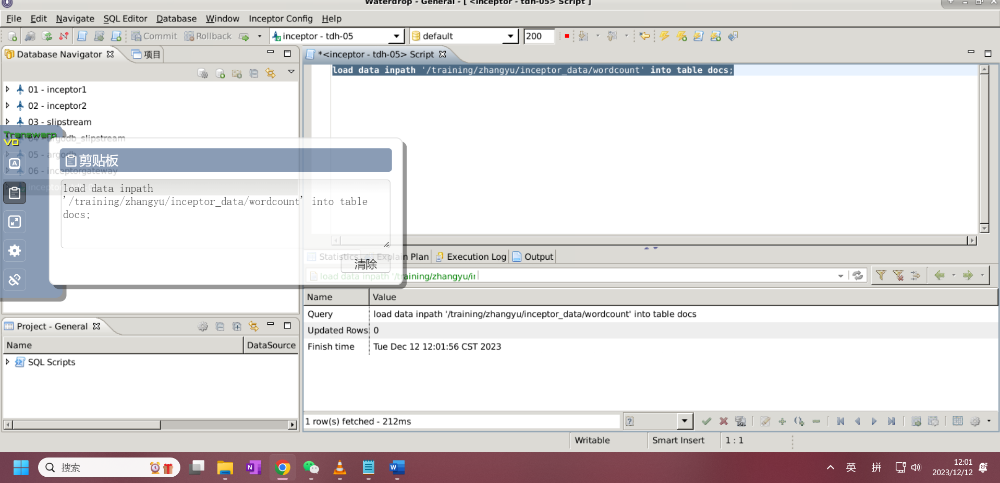 Waterdrop - General - [ <inceptor - tdh-05> Script ]
File Edit Navigate SQL Editor Database Window Inceptor Config Help
Commit Rollback inceptor - tdh-05 default 200
Database Navigator 项目
*<inceptor - tdh-05> Script
load data inpath '/training/zhangyu/inceptor_data/wordcount' into table docs;
01 - inceptor1
02 - inceptor2
03 - slipstream
04 - argodb_slipstream
05 - argodb
06 - inceptorgateway
Transwarp
VD
剪贴板
load data inpath
'/training/zhangyu/inceptor_data/wordcount' into table
docs;
清除
Statistics Explain Plan Execution Log Output
load data inpath '/training/zhangyu/ir
Name Value
Query load data inpath '/training/zhangyu/inceptor_data/wordcount' into table docs
Updated Rows 0
Finish time Tue Dec 12 12:01:56 CST 2023
Project - General
Name DataSource
SQL Scripts
1 row(s) fetched - 212ms
Writable Smart Insert 1 : 1
搜索
英 拼
12:01
2023/12/12